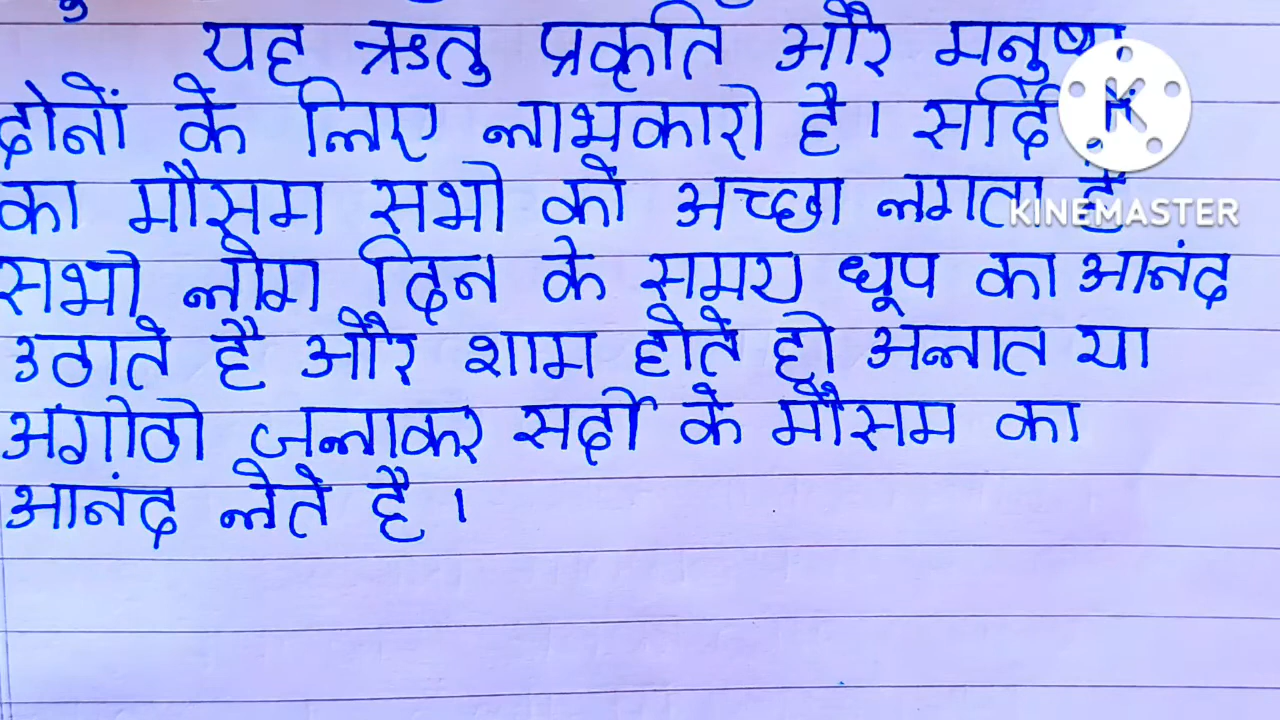 यह ऋतु प्रकृति और मनुष्य
दोनों के लिए लाभकारी है। सर्दि
का मौसम सभी को अच्छा लगता है
सभी लोग दिन के समय धूप का आनंद
उठाते है और शाम होते ही अलाव या
अंगीठी जलाकर सर्दी के मौसम का
आनंद लेते है।
KINEMASTER